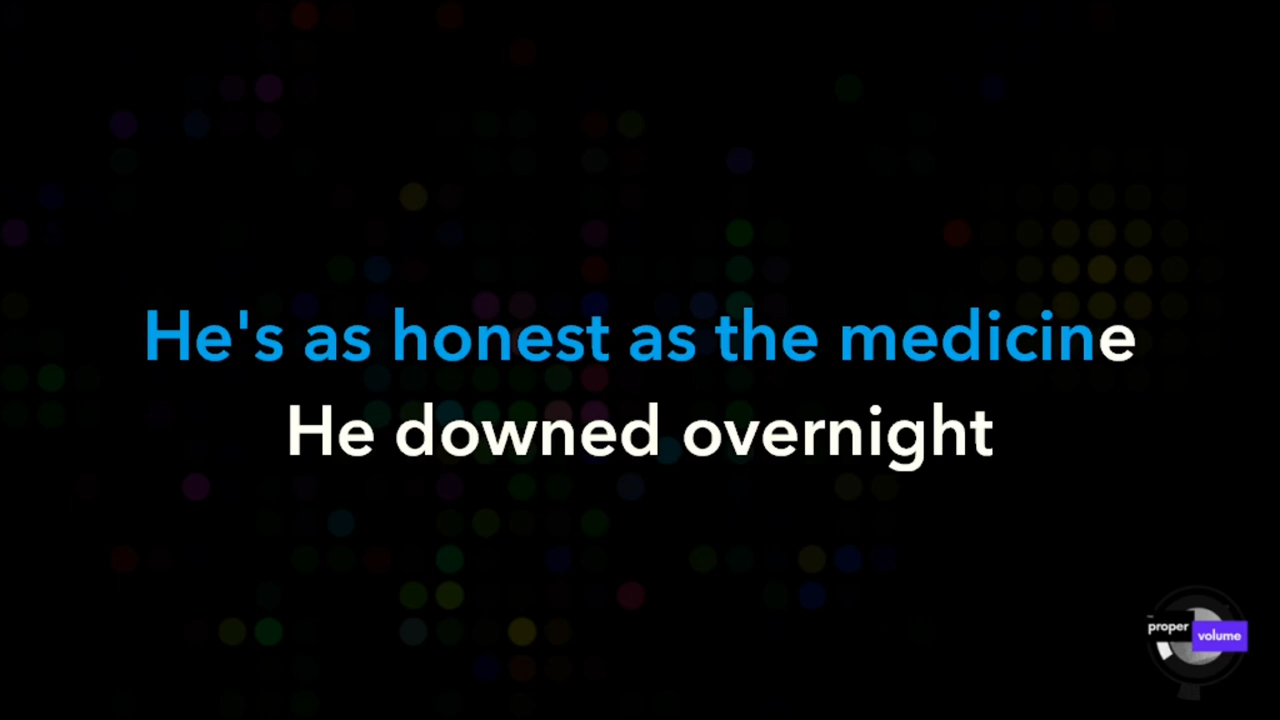 He's as honest as the medicine
He downed overnight
proper
volume